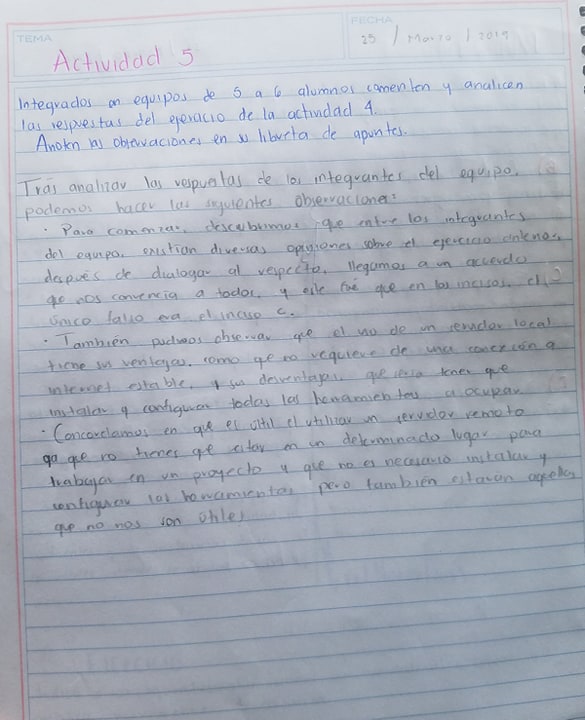 TEMA
FECHA
25 / Marzo / 2019
Actividad 5
Integrados en equipos de 5 a 6 alumnos comenten y analicen
las respuestas del ejercicio de la actividad 4.
Anoten las observaciones en su libreta de apuntes.
Tras analizar las respuestas de los integrantes del equipo,
podemos hacer las siguientes observaciones:
· Para comenzar, descubrimos que entre los integrantes
del equipo, existian diversas opiniones sobre el ejercicio anterior,
después de dialogar al respecto, llegamos a un acuerdo
que nos convencia a todos, y este fué que en los incisos, el
único falso era el inciso c.
· También pudimos observar que el uso de un servidor local
tiene sus ventajas, como que no requiere de una conexión a
internet estable, y sus desventajas, que seria tener que
instalar y configurar todas las herramientas a ocupar.
· Concordamos en que es útil el utilizar un servidor remoto
ya que no tienes que estar en un determinado lugar para
trabajar en un proyecto y que no es necesario instalar y
configurar las herramientas, pero también estarán aquellas
que no nos son útiles